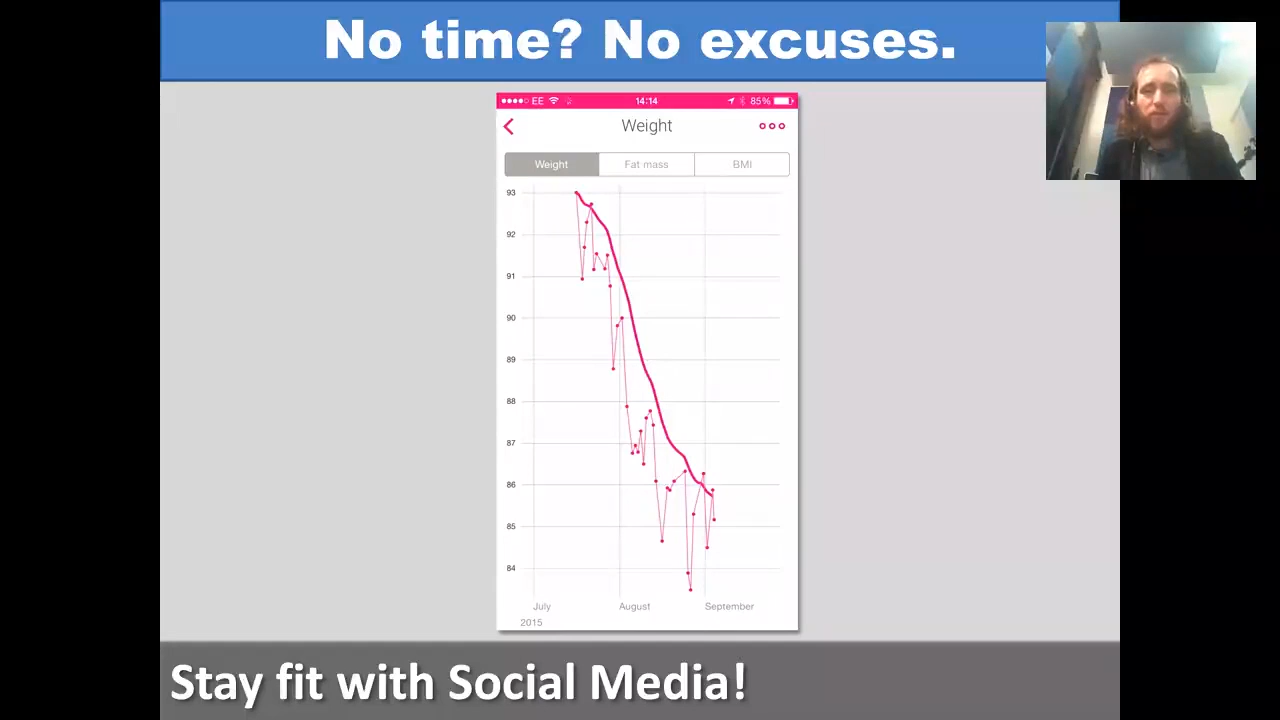 No time? No excuses.
EE 14:14 85%
Weight
Weight Fat mass BMI
93
92
91
90
89
88
87
86
85
84
July August September
2015
Stay fit with Social Media!